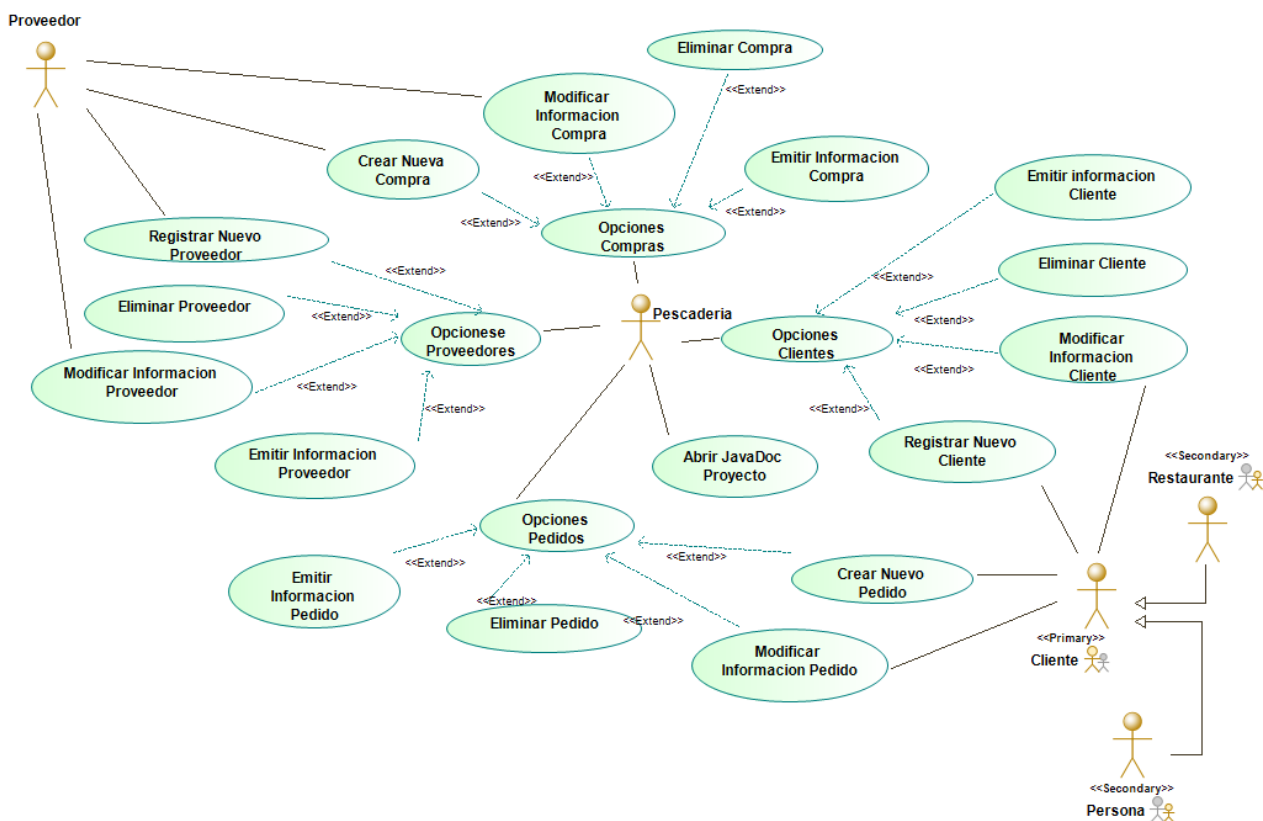 Proveedor
Eliminar Compra
<<Extend>>
Modificar
Informacion
Compra
Crear Nueva
Compra
<<Extend>>
Emitir Informacion
Compra
<<Extend>>
<<Extend>>
Opciones
Compras
Emitir informacion
Cliente
<<Extend>>
Eliminar Cliente
<<Extend>>
Registrar Nuevo
Proveedor
<<Extend>>
Eliminar Proveedor
<<Extend>>
Opcionese
Proveedores
Pescaderia
Opciones
Clientes
Modificar
Informacion
Cliente
<<Extend>>
Modificar Informacion
Proveedor
<<Extend>>
<<Extend>>
<<Extend>>
Emitir Informacion
Proveedor
Abrir JavaDoc
Proyecto
Registrar Nuevo
Cliente
<<Secondary>>
Restaurante
Opciones
Pedidos
<<Extend>>
<<Extend>>
Emitir
Informacion
Pedido
<<Extend>>
Eliminar Pedido
<<Extend>>
Crear Nuevo
Pedido
Modificar
Informacion Pedido
<<Primary>>
Cliente
<<Secondary>>
Persona